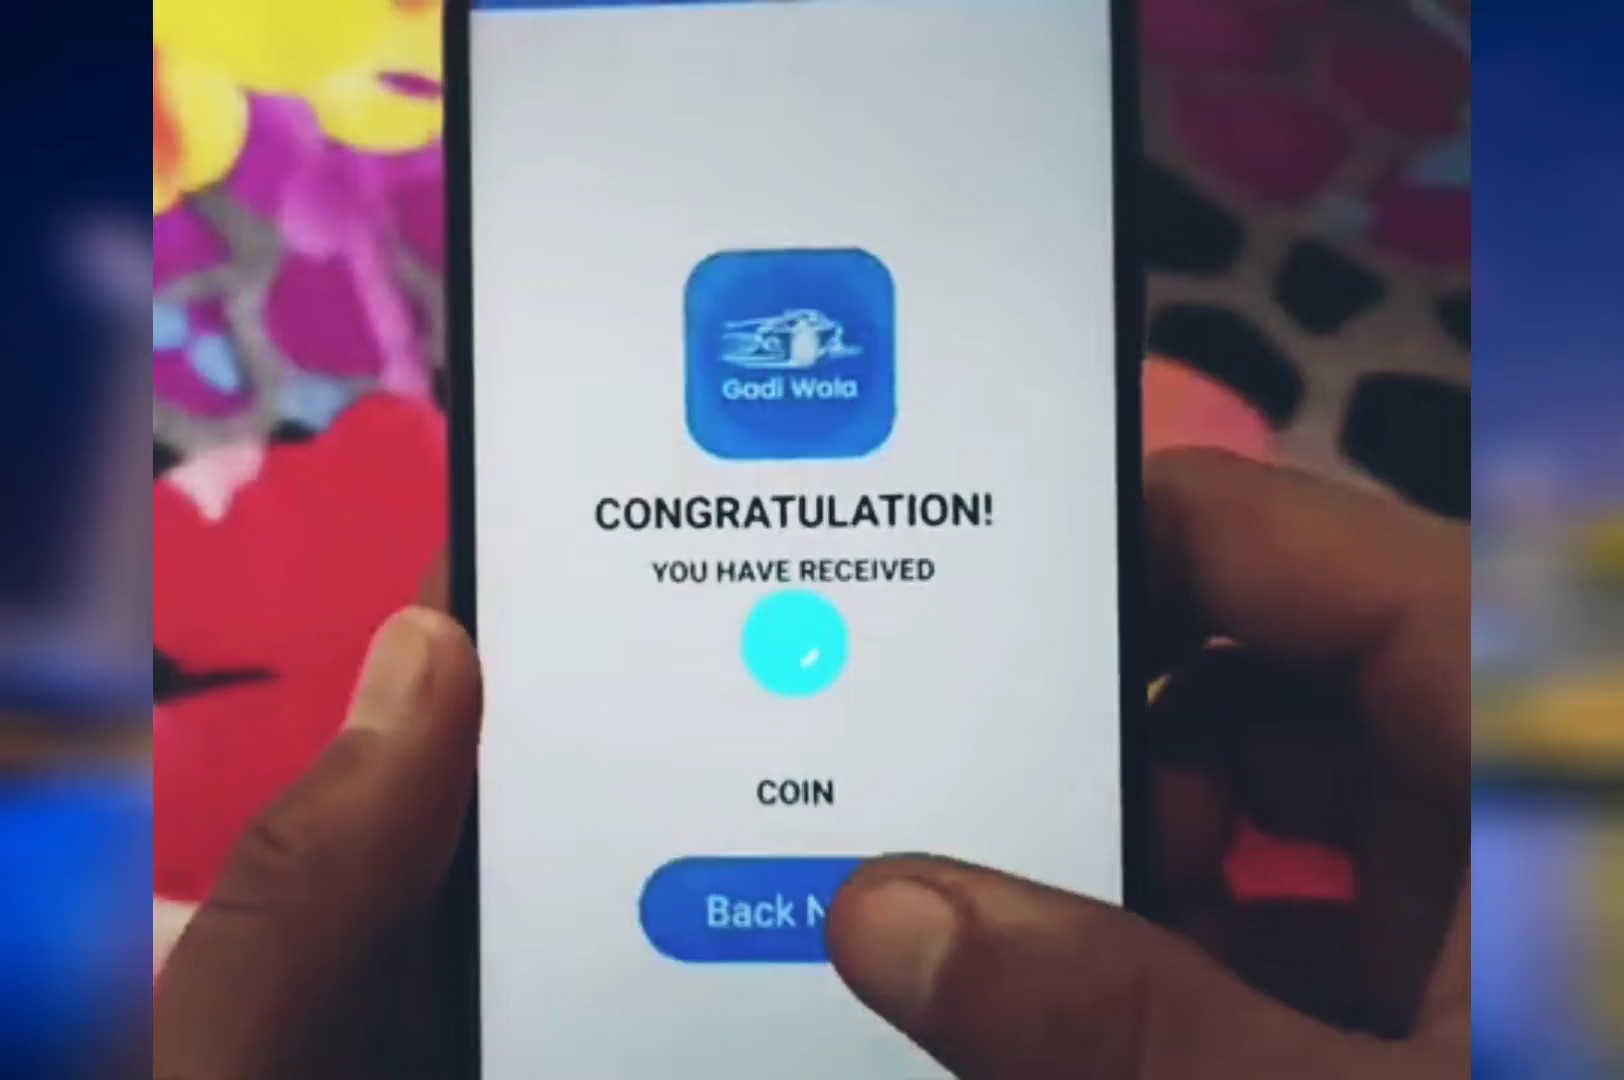 Gadi Wala
CONGRATULATION!
YOU HAVE RECEIVED
COIN
Back